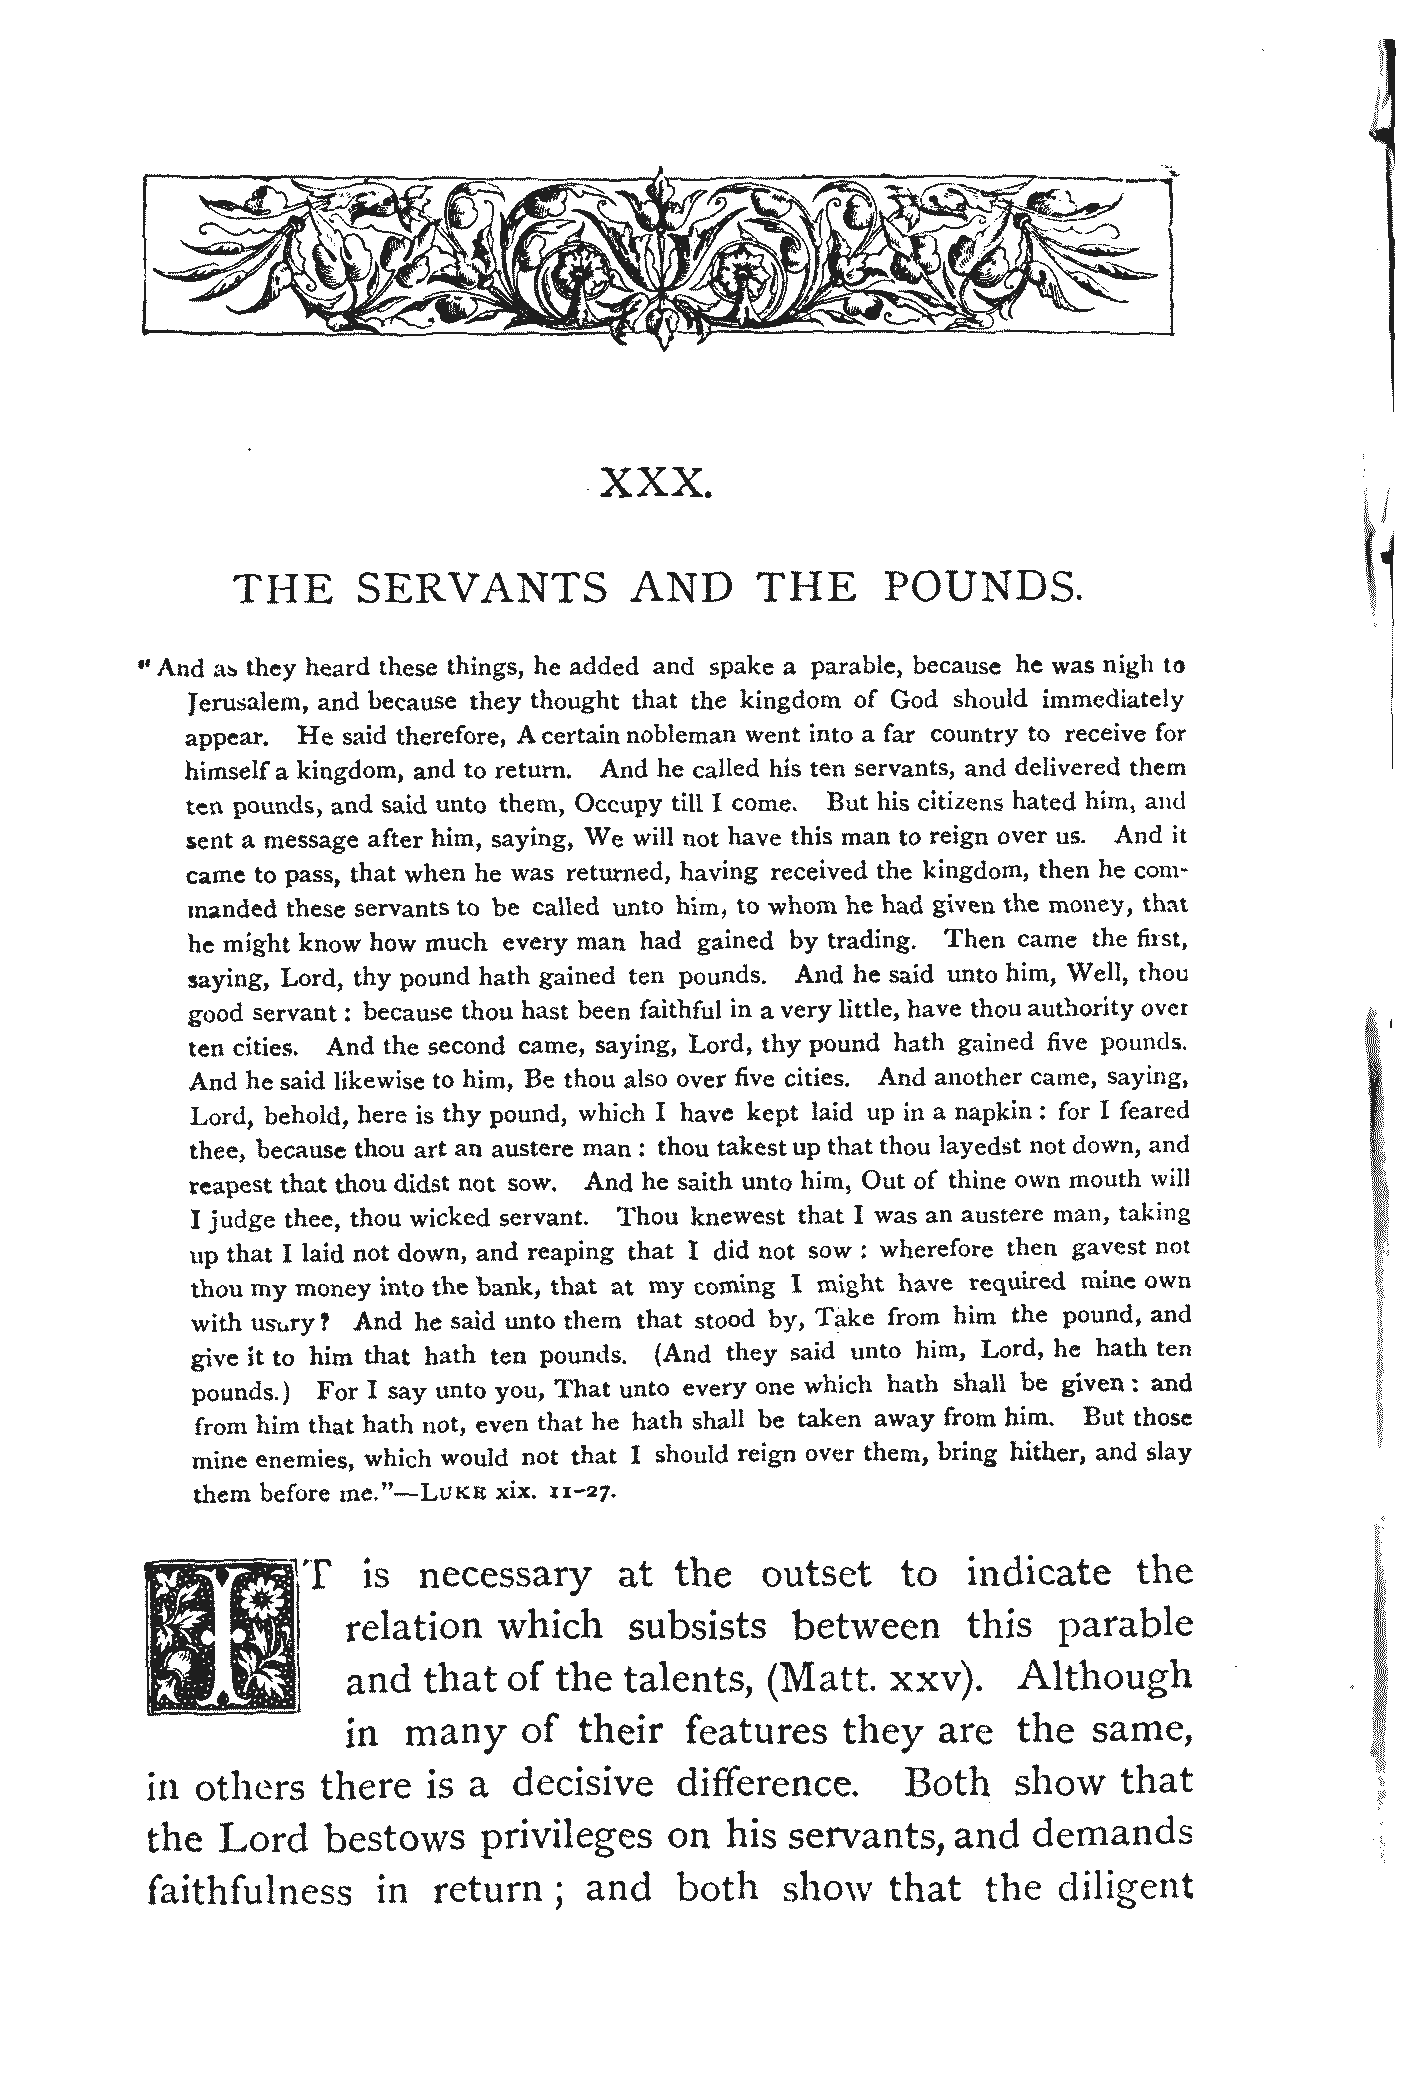 XXX.
THE SERVANTS AND THE POUNDS.
"And as they heard these things, he added and spake a parable, because he was nigh to
Jerusalem, and because they thought that the kingdom of God should immediately
appear. He said therefore, A certain nobleman went into a far country to receive for
himself a kingdom, and to return. And he called his ten servants, and delivered them
ten pounds, and said unto them, Occupy till I come. But his citizens hated him, and
sent a message after him, saying, We will not have this man to reign over us. And it
came to pass, that when he was returned, having received the kingdom, then he com-
manded these servants to be called unto him, to whom he had given the money, that
he might know how much every man had gained by trading. Then came the first,
saying, Lord, thy pound hath gained ten pounds. And he said unto him, Well, thou
good servant : because thou hast been faithful in a very little, have thou authority over
ten cities. And the second came, saying, Lord, thy pound hath gained five pounds.
And he said likewise to him, Be thou also over five cities. And another came, saying,
Lord, behold, here is thy pound, which I have kept laid up in a napkin : for I feared
thee, because thou art an austere man : thou takest up that thou layedst not down, and
reapest that thou didst not sow. And he saith unto him, Out of thine own mouth will
I judge thee, thou wicked servant. Thou knewest that I was an austere man, taking
up that I laid not down, and reaping that I did not sow : wherefore then gavest not
thou my money into the bank, that at my coming I might have required mine own
with usury? And he said unto them that stood by, Take from him the pound, and
give it to him that hath ten pounds. (And they said unto him, Lord, he hath ten
pounds.) For I say unto you, That unto every one which hath shall be given : and
from him that hath not, even that he hath shall be taken away from him. But those
mine enemies, which would not that I should reign over them, bring hither, and slay
them before me."—LUKE xix. 11-27.
IT is necessary at the outset to indicate the
relation which subsists between this parable
and that of the talents, (Matt. xxv). Although
in many of their features they are the same,
in others there is a decisive difference. Both show that
the Lord bestows privileges on his servants, and demands
faithfulness in return ; and both show that the diligent